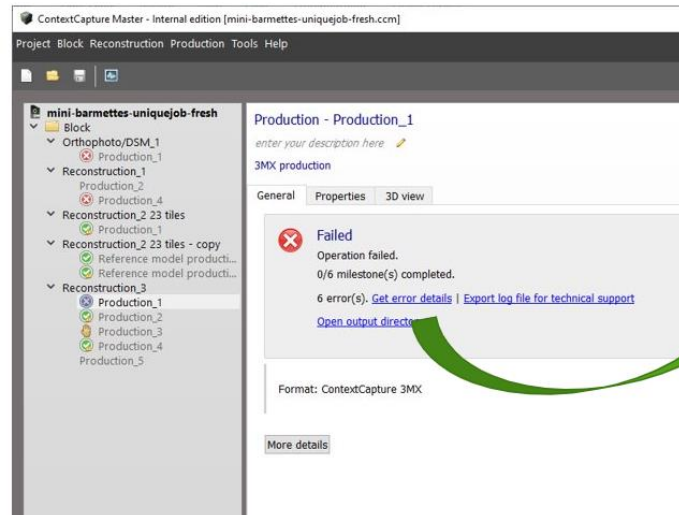 ContextCapture Master - Internal edition [mini-barmettes-uniquejob-fresh.ccm]
Project Block Reconstruction Production Tools Help
mini-barmettes-uniquejob-fresh
Block
Orthophoto/DSM_1
Production_1
Reconstruction_1
Production_2
Production_4
Reconstruction_2 23 tiles
Production_1
Reconstruction_2 23 tiles - copy
Reference model producti...
Reference model producti...
Reconstruction_3
Production_1
Production_2
Production_3
Production_4
Production_5
Production - Production_1
enter your description here
3MX production
General Properties 3D view
Failed
Operation failed.
0/6 milestone(s) completed.
6 error(s). Get error details | Export log file for technical support
Open output
Format: ContextCapture 3MX
More details